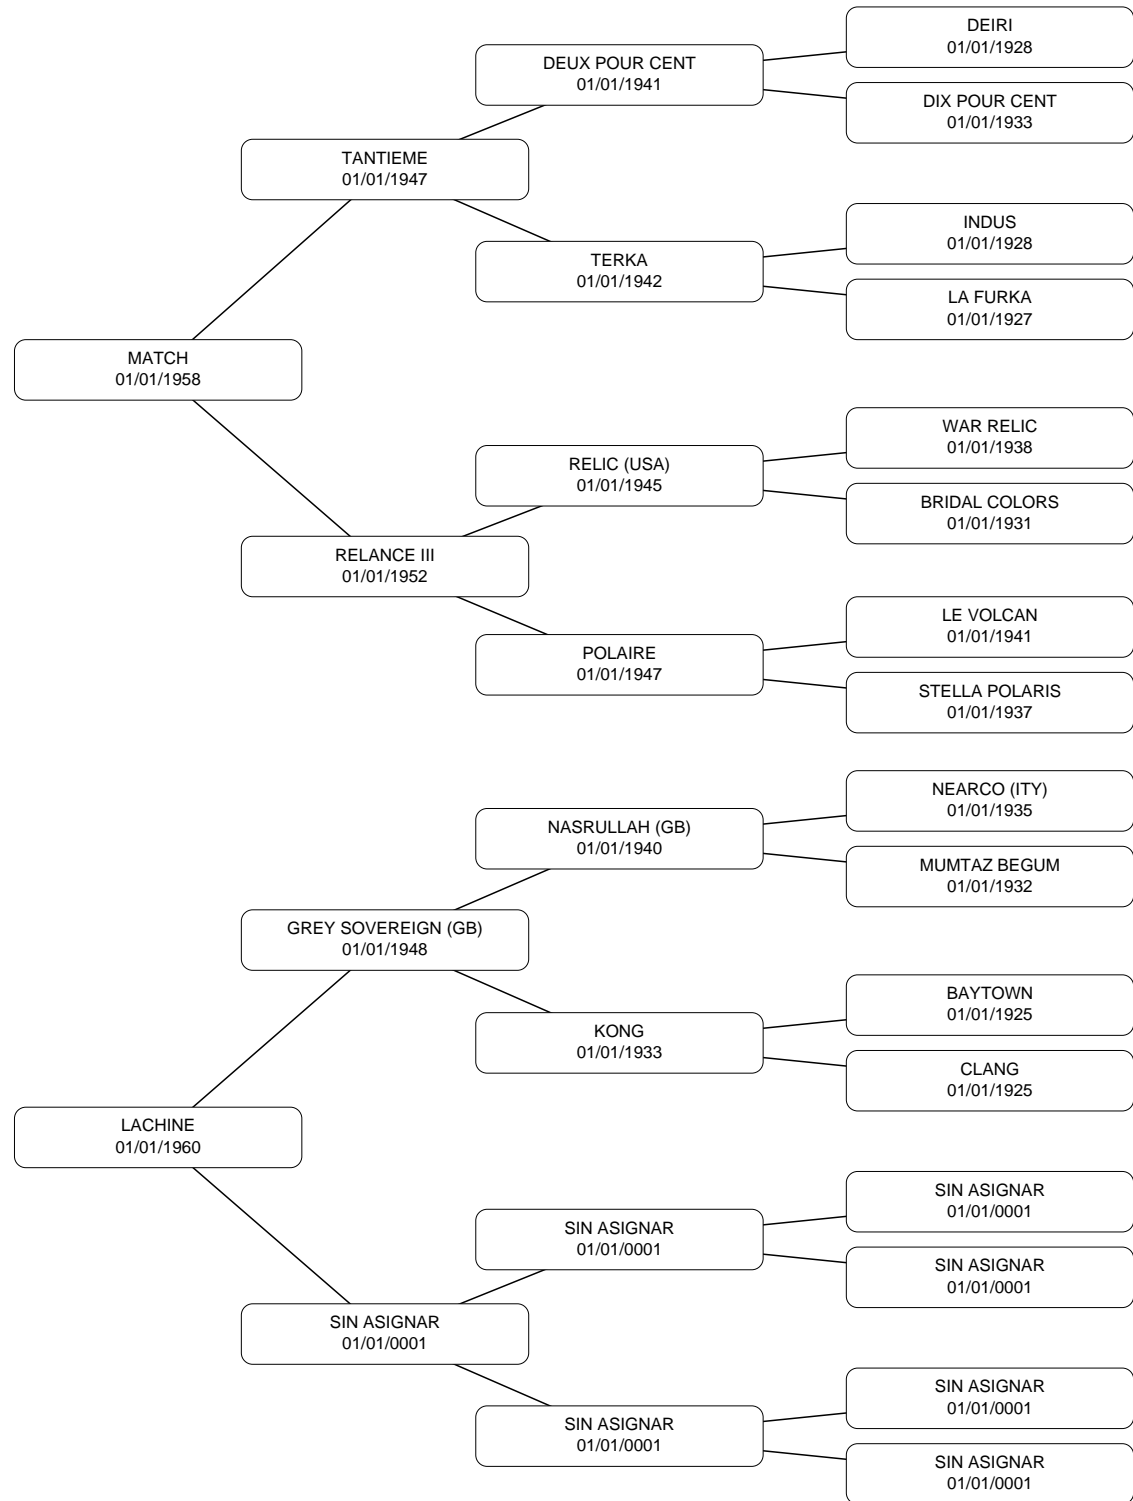 DEIRI
01/01/1928
DEUX POUR CENT
01/01/1941
DIX POUR CENT
01/01/1933
TANTIEME
01/01/1947
INDUS
01/01/1928
TERKA
01/01/1942
LA FURKA
01/01/1927
MATCH
01/01/1958
WAR RELIC
01/01/1938
RELIC (USA)
01/01/1945
BRIDAL COLORS
01/01/1931
RELANCE III
01/01/1952
LE VOLCAN
01/01/1941
POLAIRE
01/01/1947
STELLA POLARIS
01/01/1937
NEARCO (ITY)
01/01/1935
NASRULLAH (GB)
01/01/1940
MUMTAZ BEGUM
01/01/1932
GREY SOVEREIGN (GB)
01/01/1948
BAYTOWN
01/01/1925
KONG
01/01/1933
CLANG
01/01/1925
LACHINE
01/01/1960
SIN ASIGNAR
01/01/0001
SIN ASIGNAR
01/01/0001
SIN ASIGNAR
01/01/0001
SIN ASIGNAR
01/01/0001
SIN ASIGNAR
01/01/0001
SIN ASIGNAR
01/01/0001
SIN ASIGNAR
01/01/0001